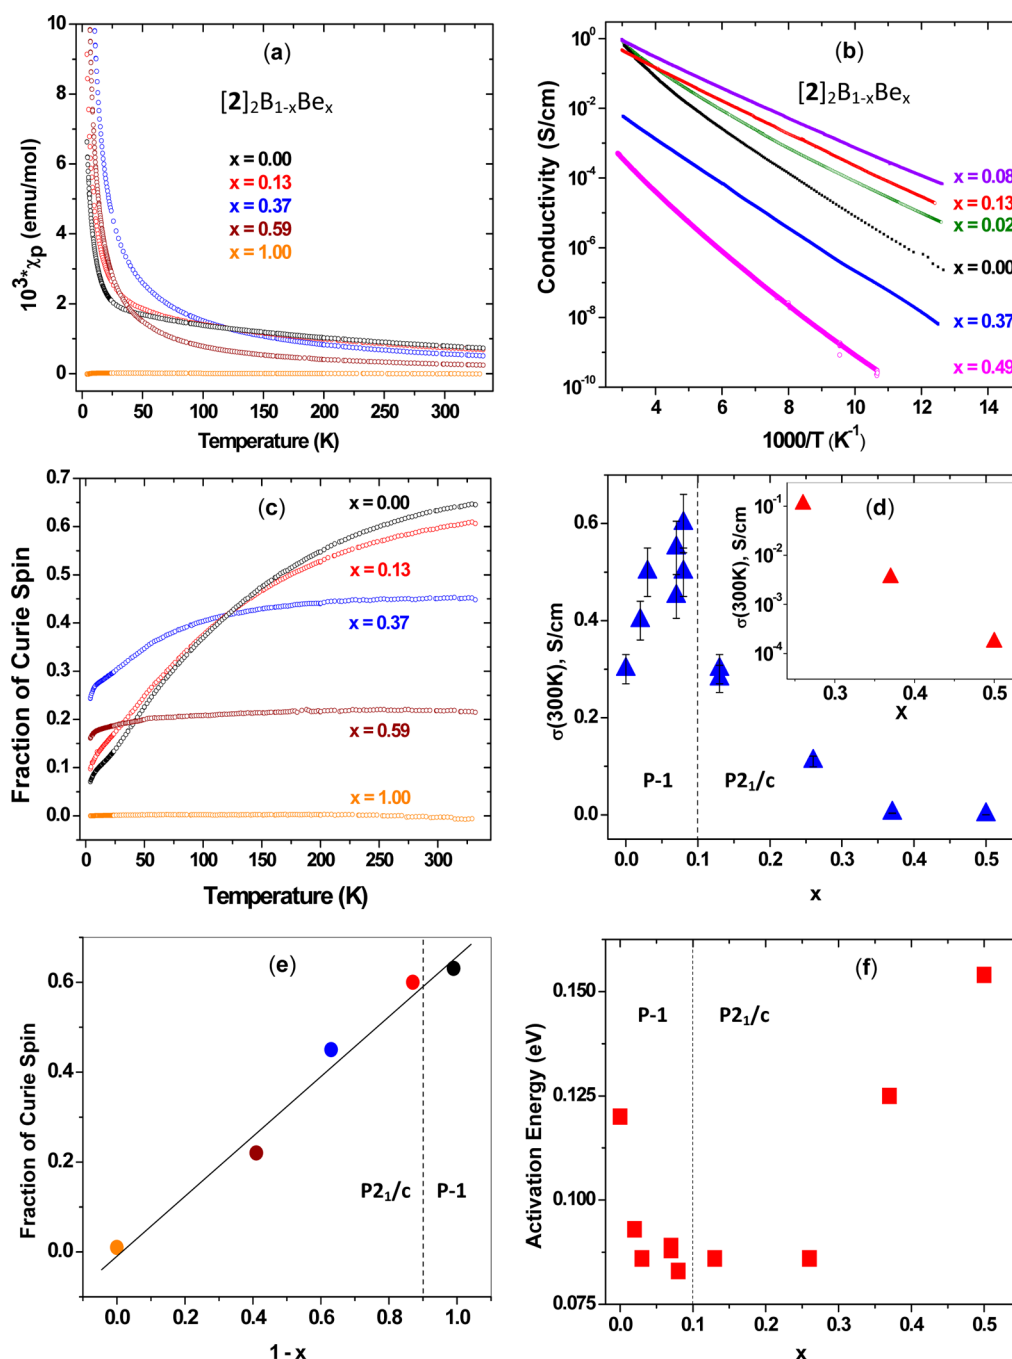 (a)
[2]₂B₁₋ₓBeₓ
x = 0.00
x = 0.13
x = 0.37
x = 0.59
x = 1.00
10³*χp (emu/mol)
10
8
6
4
2
0
0 50 100 150 200 250 300
Temperature (K)
(b)
[2]₂B₁₋ₓBeₓ
Conductivity (S/cm)
10⁰
10⁻²
10⁻⁴
10⁻⁶
10⁻⁸
10⁻¹⁰
x = 0.08
x = 0.13
x = 0.02
x = 0.00
x = 0.37
x = 0.49
4 6 8 10 12 14
1000/T (K⁻¹)
(c)
Fraction of Curie Spin
0.7
0.6
0.5
0.4
0.3
0.2
0.1
0.0
x = 0.00
x = 0.13
x = 0.37
x = 0.59
x = 1.00
0 50 100 150 200 250 300
Temperature (K)
(d)
σ(300K), S/cm
0.6
0.4
0.2
0.0
P-1
P2₁/c
0.0 0.1 0.2 0.3 0.4 0.5
x
σ(300K), S/cm
10⁻¹
10⁻²
10⁻³
10⁻⁴
0.3 0.4 0.5
X
(e)
Fraction of Curie Spin
0.6
0.4
0.2
0.0
P2₁/c
P-1
0.0 0.2 0.4 0.6 0.8 1.0
1 - x
(f)
Activation Energy (eV)
0.150
0.125
0.100
0.075
P-1
P2₁/c
0.0 0.1 0.2 0.3 0.4 0.5
x